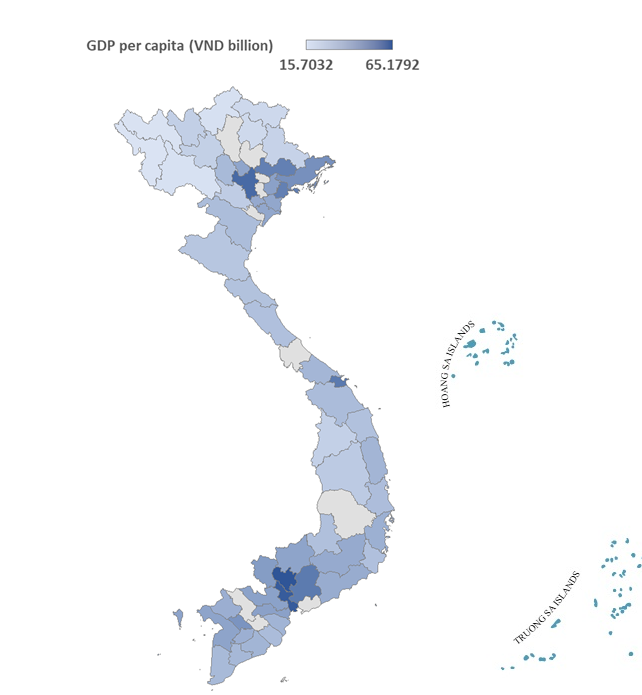 GDP per capita (VND billion)
15.7032 65.1792
HOANG SA ISLANDS
TRUONG SA ISLANDS